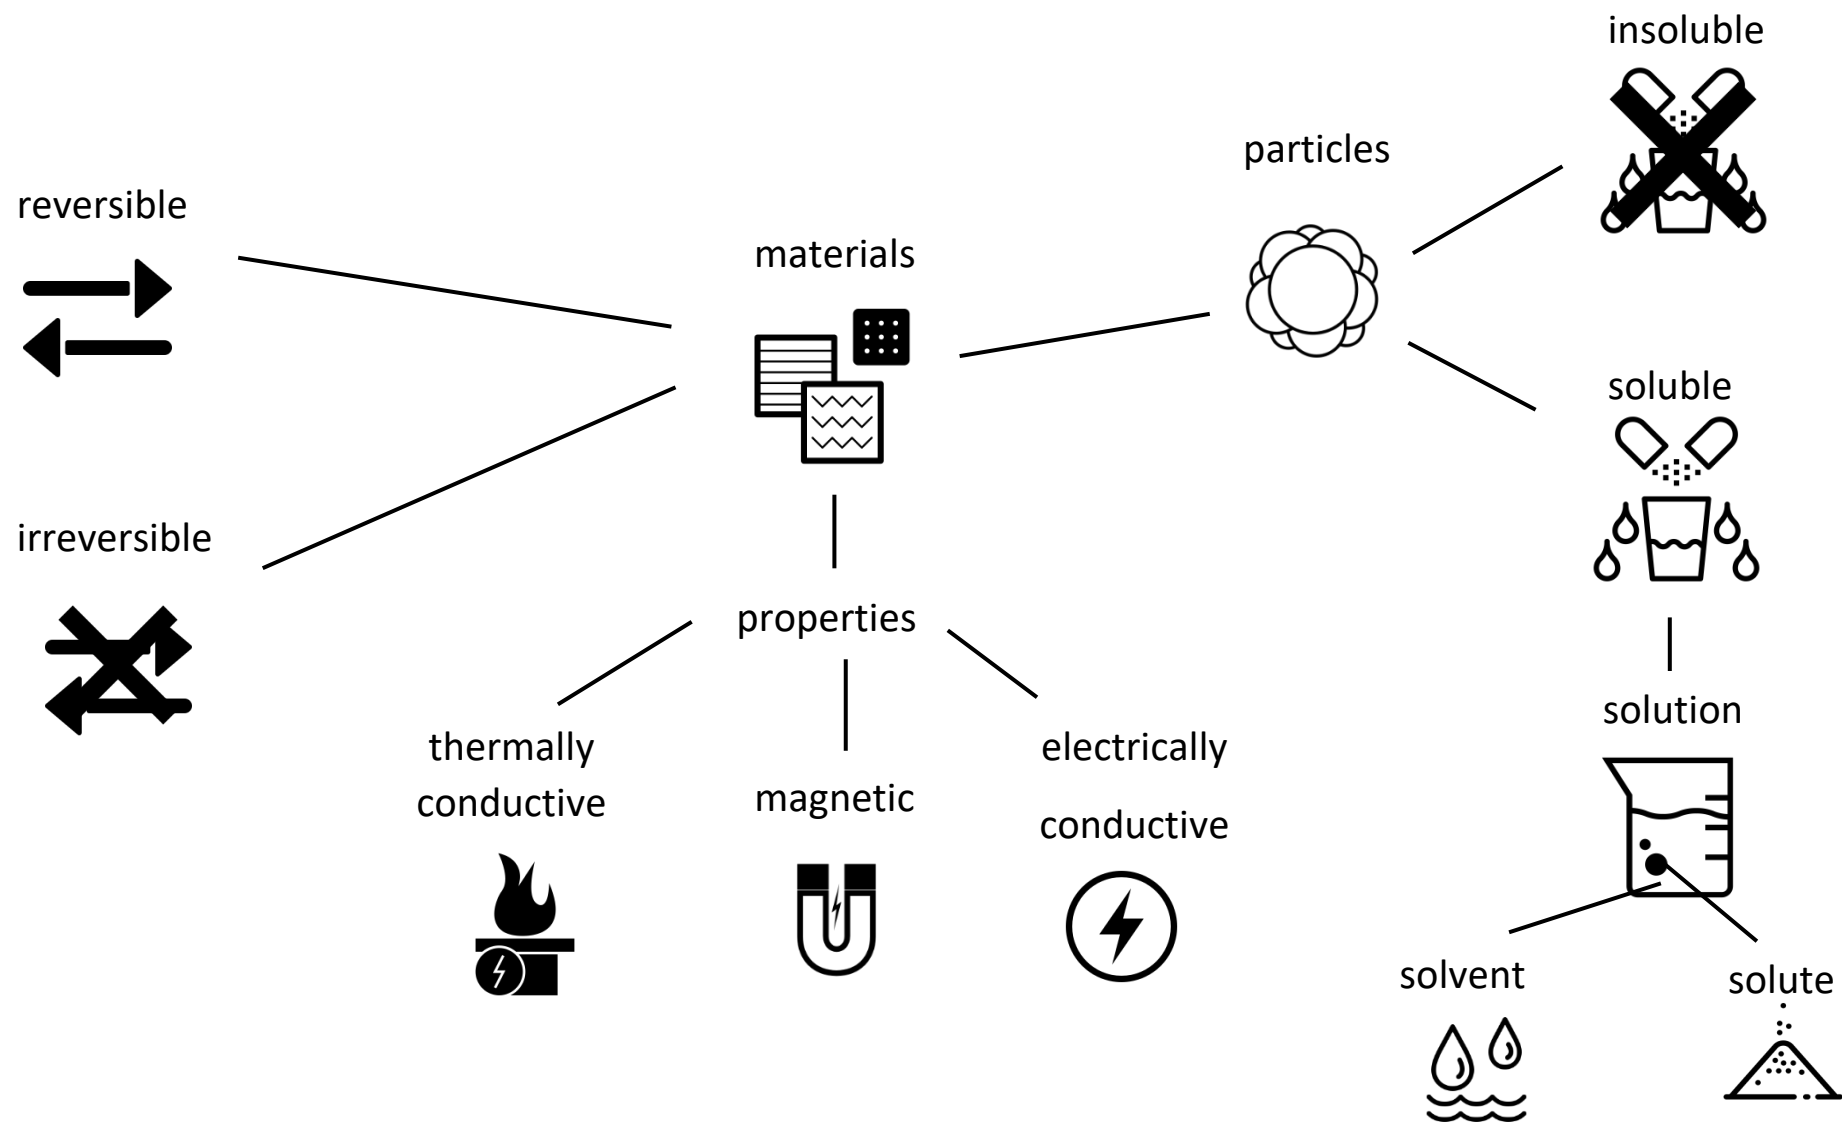 insoluble
particles
reversible
materials
soluble
irreversible
properties
solution
thermally
conductive
magnetic
electrically
conductive
solvent
solute